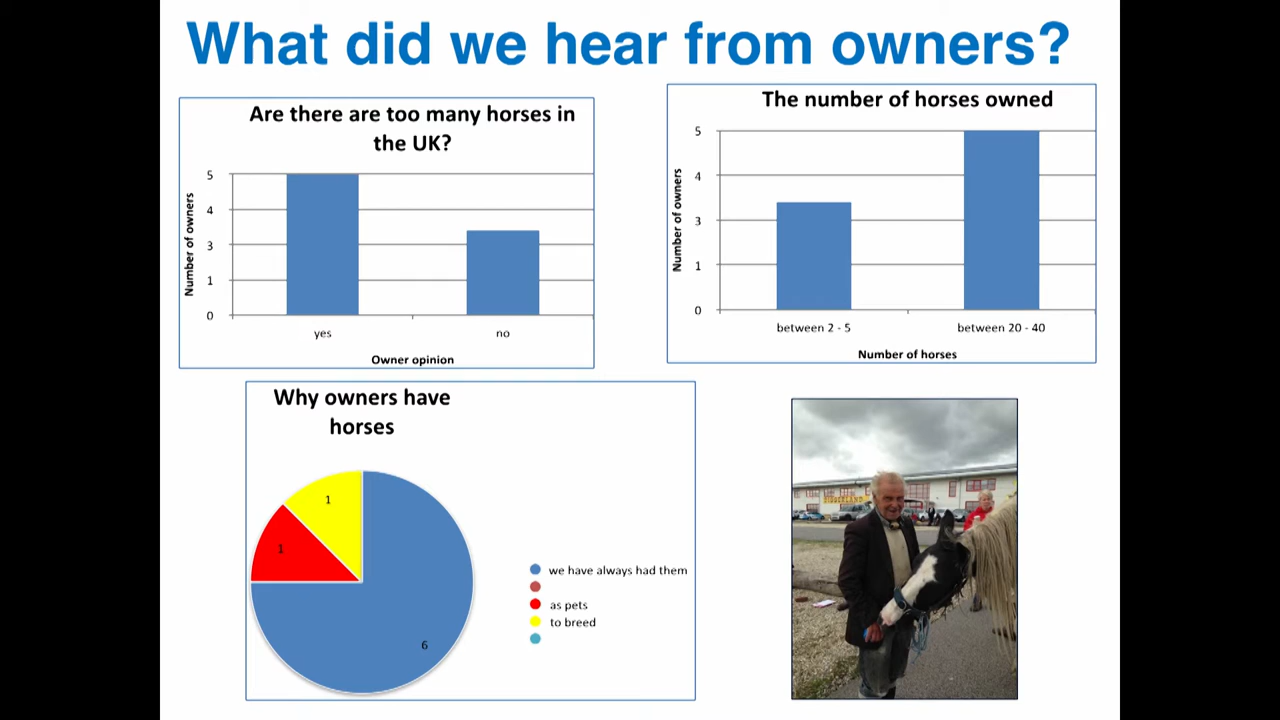 What did we hear from owners?
Are there are too many horses in
the UK?
5
4
3
1
0
Number of owners
yes
no
Owner opinion
The number of horses owned
5
4
3
1
0
Number of owners
between 2 - 5
between 20 - 40
Number of horses
Why owners have
horses
1
1
6
we have always had them
as pets
to breed
DIGGERLAND